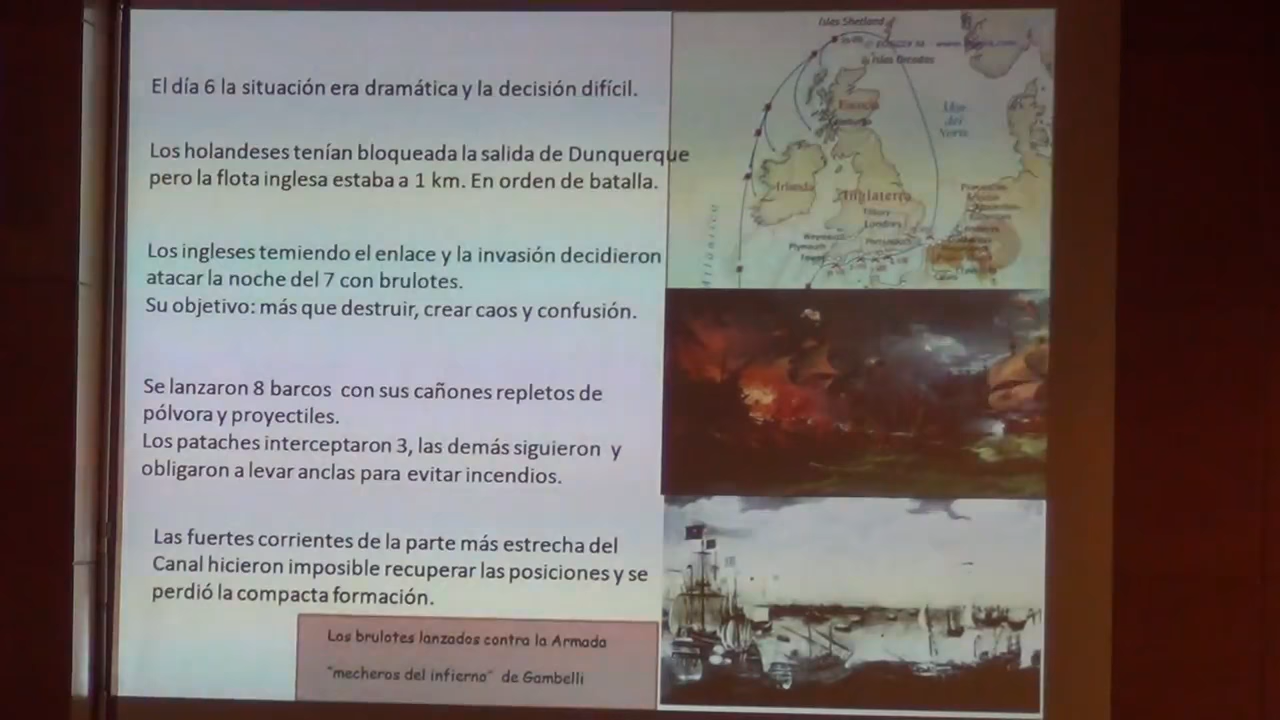 El día 6 la situación era dramática y la decisión difícil.
Los holandeses tenían bloqueada la salida de Dunquerque
pero la flota inglesa estaba a 1 km. En orden de batalla.
Los ingleses temiendo el enlace y la invasión decidieron
atacar la noche del 7 con brulotes.
Su objetivo: más que destruir, crear caos y confusión.
Se lanzaron 8 barcos con sus cañones repletos de
pólvora y proyectiles.
Los pataches interceptaron 3, las demás siguieron y
obligaron a levar anclas para evitar incendios.
Las fuertes corrientes de la parte más estrecha del
Canal hicieron imposible recuperar las posiciones y se
perdió la compacta formación.
Los brulotes lanzados contra la Armada
"mecheros del infierno" de Gambelli
Isles Shetland
Escocia
Mar
del
Norte
Irlanda
Inglaterra
Londres
Plymouth
Atlántico